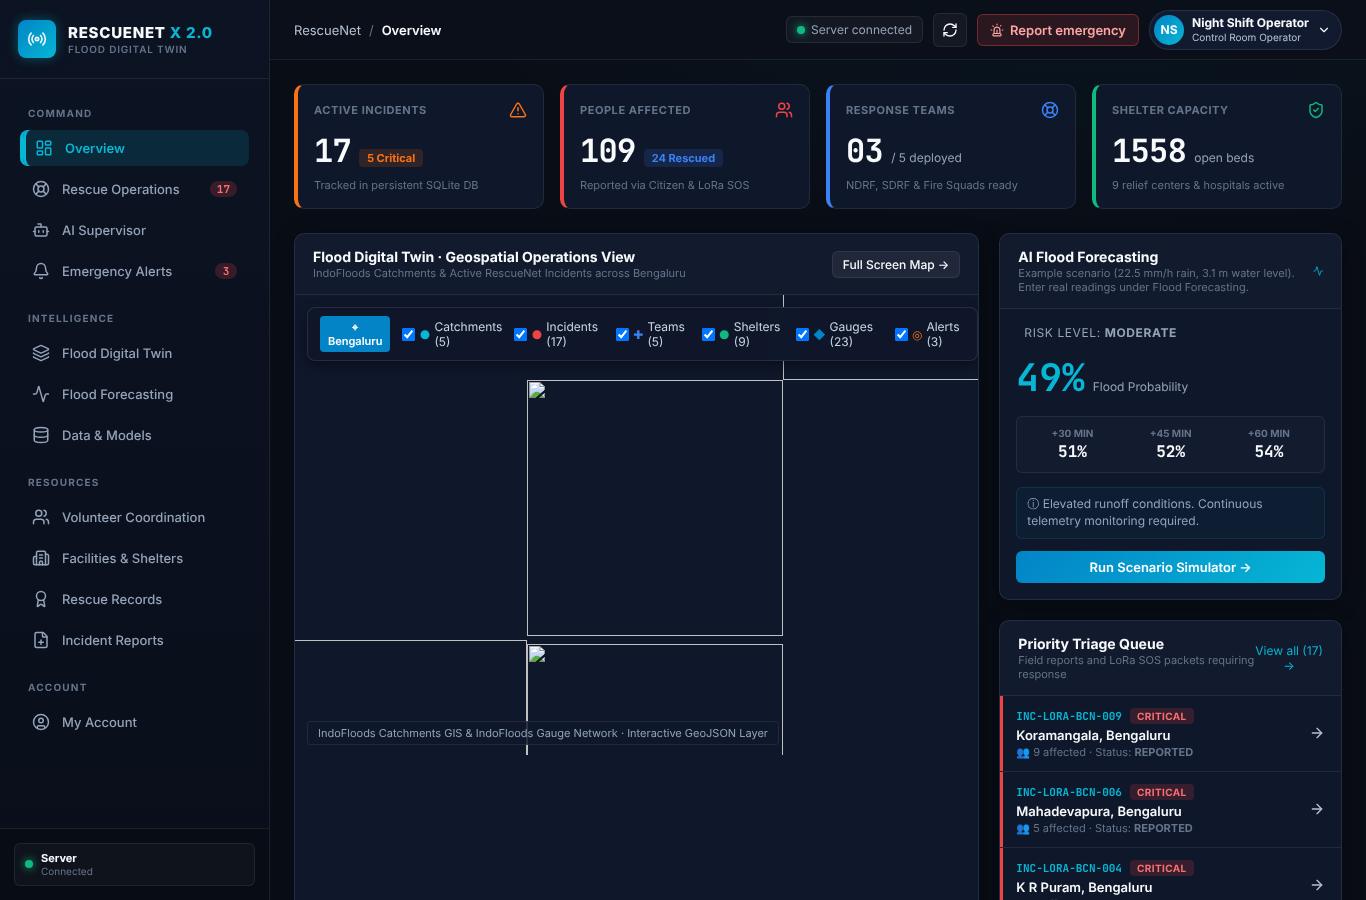 RESCUENET X 2.0
FLOOD DIGITAL TWIN
COMMAND
Overview
Rescue Operations 17
AI Supervisor
Emergency Alerts 3
INTELLIGENCE
Flood Digital Twin
Flood Forecasting
Data & Models
RESOURCES
Volunteer Coordination
Facilities & Shelters
Rescue Records
Incident Reports
ACCOUNT
My Account
Server
Connected
RescueNet / Overview
Server connected
Report emergency
NS
Night Shift Operator
Control Room Operator
ACTIVE INCIDENTS
17 5 Critical
Tracked in persistent SQLite DB
PEOPLE AFFECTED
109 24 Rescued
Reported via Citizen & LoRa SOS
RESPONSE TEAMS
03 / 5 deployed
NDRF, SDRF & Fire Squads ready
SHELTER CAPACITY
1558 open beds
9 relief centers & hospitals active
Flood Digital Twin · Geospatial Operations View
IndoFloods Catchments & Active RescueNet Incidents across Bengaluru
Full Screen Map →
⌖ Bengaluru
Catchments (5)
Incidents (17)
Teams (5)
Shelters (9)
Gauges (23)
Alerts (3)
IndoFloods Catchments GIS & IndoFloods Gauge Network · Interactive GeoJSON Layer
AI Flood Forecasting
Example scenario (22.5 mm/h rain, 3.1 m water level).
Enter real readings under Flood Forecasting.
RISK LEVEL: MODERATE
49% Flood Probability
+30 MIN
51%
+45 MIN
52%
+60 MIN
54%
ⓘ Elevated runoff conditions. Continuous
telemetry monitoring required.
Run Scenario Simulator →
Priority Triage Queue
Field reports and LoRa SOS packets requiring
response
View all (17)
→
INC-LORA-BCN-009 CRITICAL
Koramangala, Bengaluru
👥 9 affected · Status: REPORTED
→
INC-LORA-BCN-006 CRITICAL
Mahadevapura, Bengaluru
👥 5 affected · Status: REPORTED
→
INC-LORA-BCN-004 CRITICAL
K R Puram, Bengaluru
→